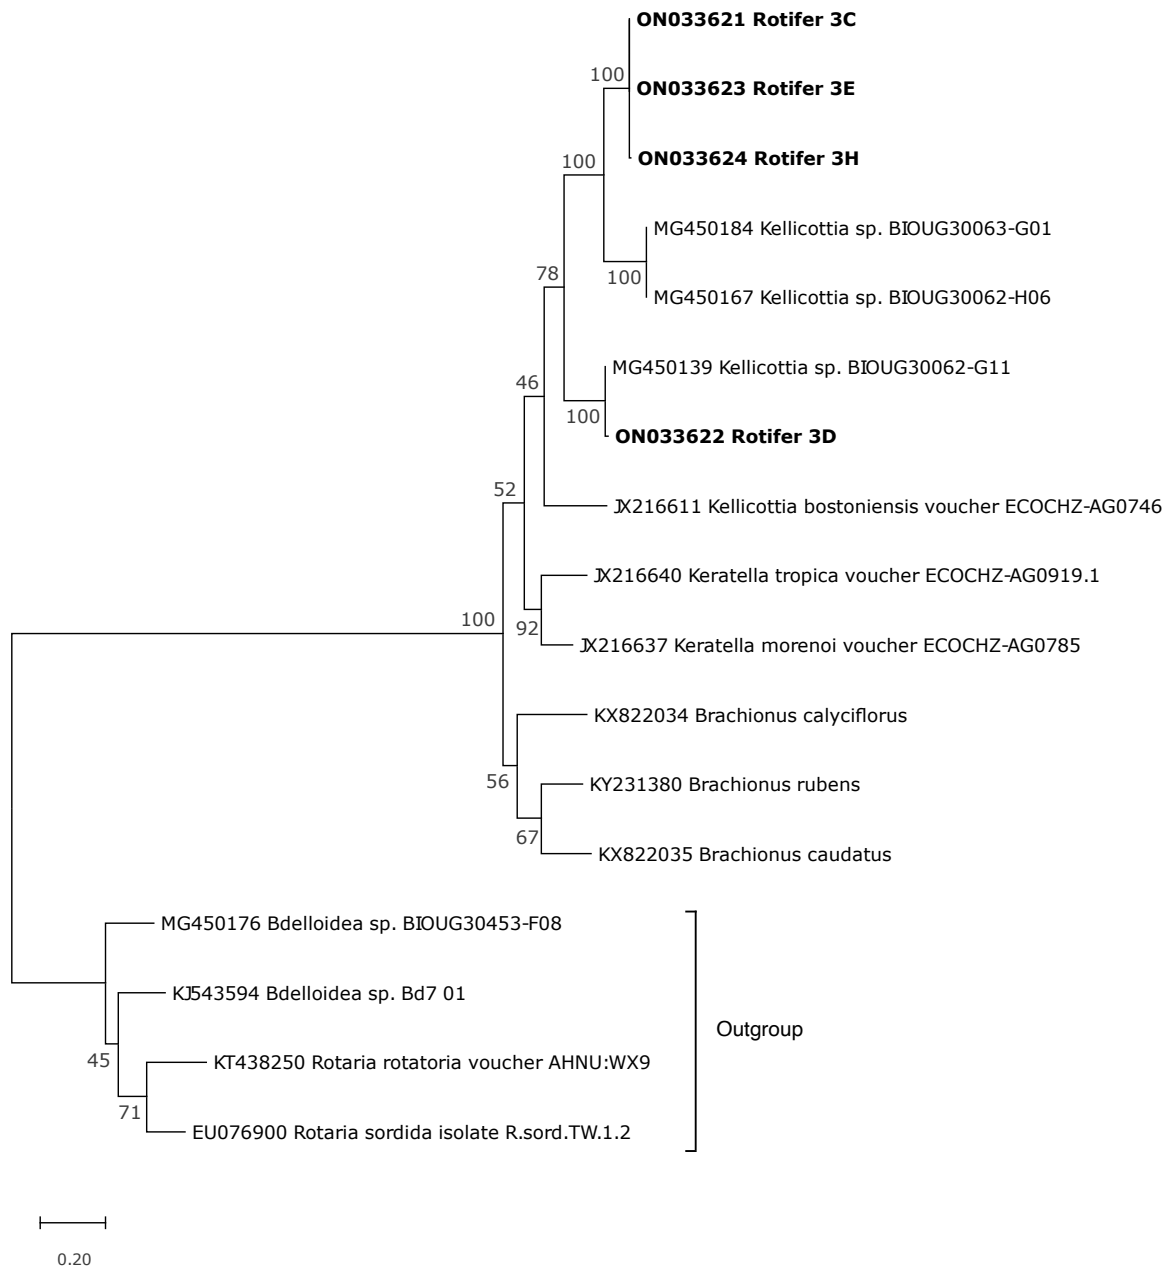 ON033621 Rotifer 3C
100
ON033623 Rotifer 3E
ON033624 Rotifer 3H
100
MG450184 Kellicottia sp. BIOUG30063-G01
100
MG450167 Kellicottia sp. BIOUG30062-H06
78
MG450139 Kellicottia sp. BIOUG30062-G11
46
100
ON033622 Rotifer 3D
52
JX216611 Kellicottia bostoniensis voucher ECOCHZ-AG0746
JX216640 Keratella tropica voucher ECOCHZ-AG0919.1
100
92
JX216637 Keratella morenoi voucher ECOCHZ-AG0785
KX822034 Brachionus calyciflorus
56
KY231380 Brachionus rubens
67
KX822035 Brachionus caudatus
MG450176 Bdelloidea sp. BIOUG30453-F08
KJ543594 Bdelloidea sp. Bd7 01
Outgroup
45
KT438250 Rotaria rotatoria voucher AHNU:WX9
71
EU076900 Rotaria sordida isolate R.sord.TW.1.2
0.20